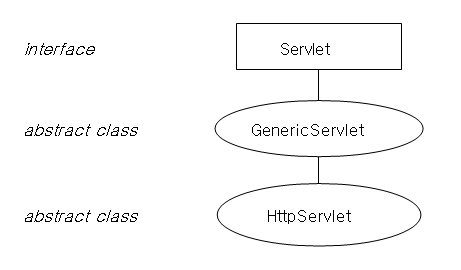 interface Servlet
abstract class GenericServlet
abstract class HttpServlet